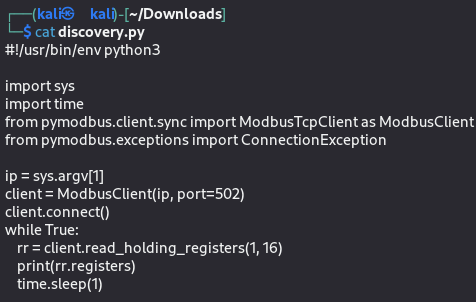 ┌──(kali㉿kali)-[~/Downloads]
└─$ cat discovery.py
#!/usr/bin/env python3

import sys
import time
from pymodbus.client.sync import ModbusTcpClient as ModbusClient
from pymodbus.exceptions import ConnectionException

ip = sys.argv[1]
client = ModbusClient(ip, port=502)
client.connect()
while True:
    rr = client.read_holding_registers(1, 16)
    print(rr.registers)
    time.sleep(1)